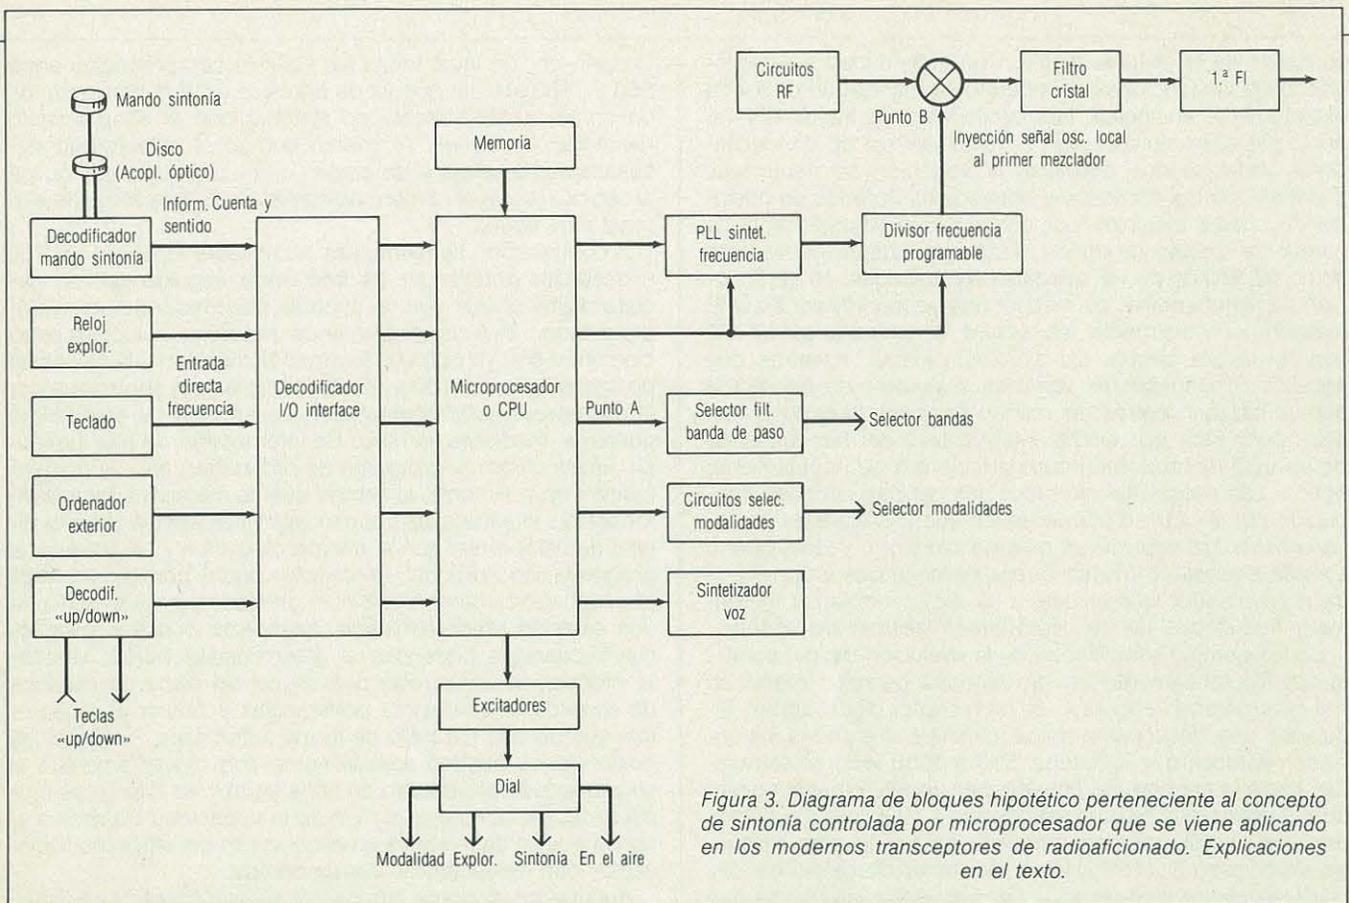 Mando sintonía
Disco
(Acopl. óptico)
Inform. Cuenta y
sentido
Decodificador
mando sintonía
Reloj
explor.
Entrada
directa
frecuencia
Teclado
Ordenador
exterior
Decodif.
«up/down»
Teclas
«up/down»
Decodificador
I/O interface
Memoria
Microprocesador
o CPU
Punto A
Excitadores
Dial
Modalidad Explor. Sintonía En el aire
Circuitos
RF
Punto B
Inyección señal osc. local
al primer mezclador
Filtro
cristal
1.ª FI
PLL sintet.
frecuencia
Divisor frecuencia
programable
Selector filt.
banda de paso
Selector bandas
Circuitos selec.
modalidades
Selector modalidades
Sintetizador
voz
Figura 3. Diagrama de bloques hipotético perteneciente al concepto
de sintonía controlada por microprocesador que se viene aplicando
en los modernos transceptores de radioaficionado. Explicaciones
en el texto.